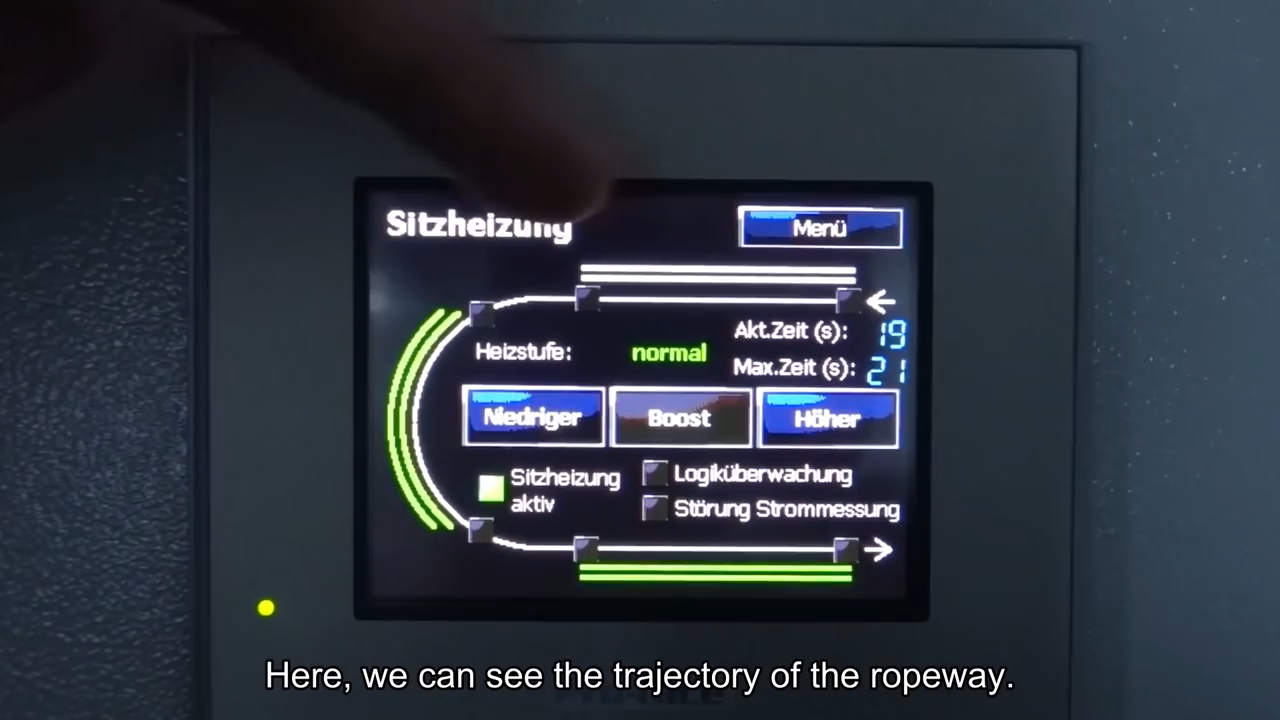 Sitzheizung
Menü
Akt.Zeit (s): 19
Heizstufe: normal
Max.Zeit (s): 21
Niedriger
Boost
Höher
Sitzheizung
aktiv
Logiküberwachung
Störung Strommessung
Here, we can see the trajectory of the ropeway.